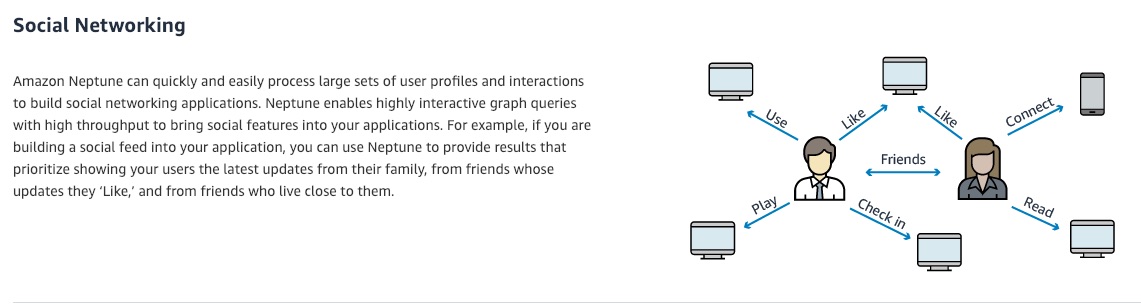 Social Networking
Amazon Neptune can quickly and easily process large sets of user profiles and interactions
to build social networking applications. Neptune enables highly interactive graph queries
with high throughput to bring social features into your applications. For example, if you are
building a social feed into your application, you can use Neptune to provide results that
prioritize showing your users the latest updates from their family, from friends whose
updates they ‘Like,’ and from friends who live close to them.
Use
Like
Like
Connect
Friends
Play
Check in
Read